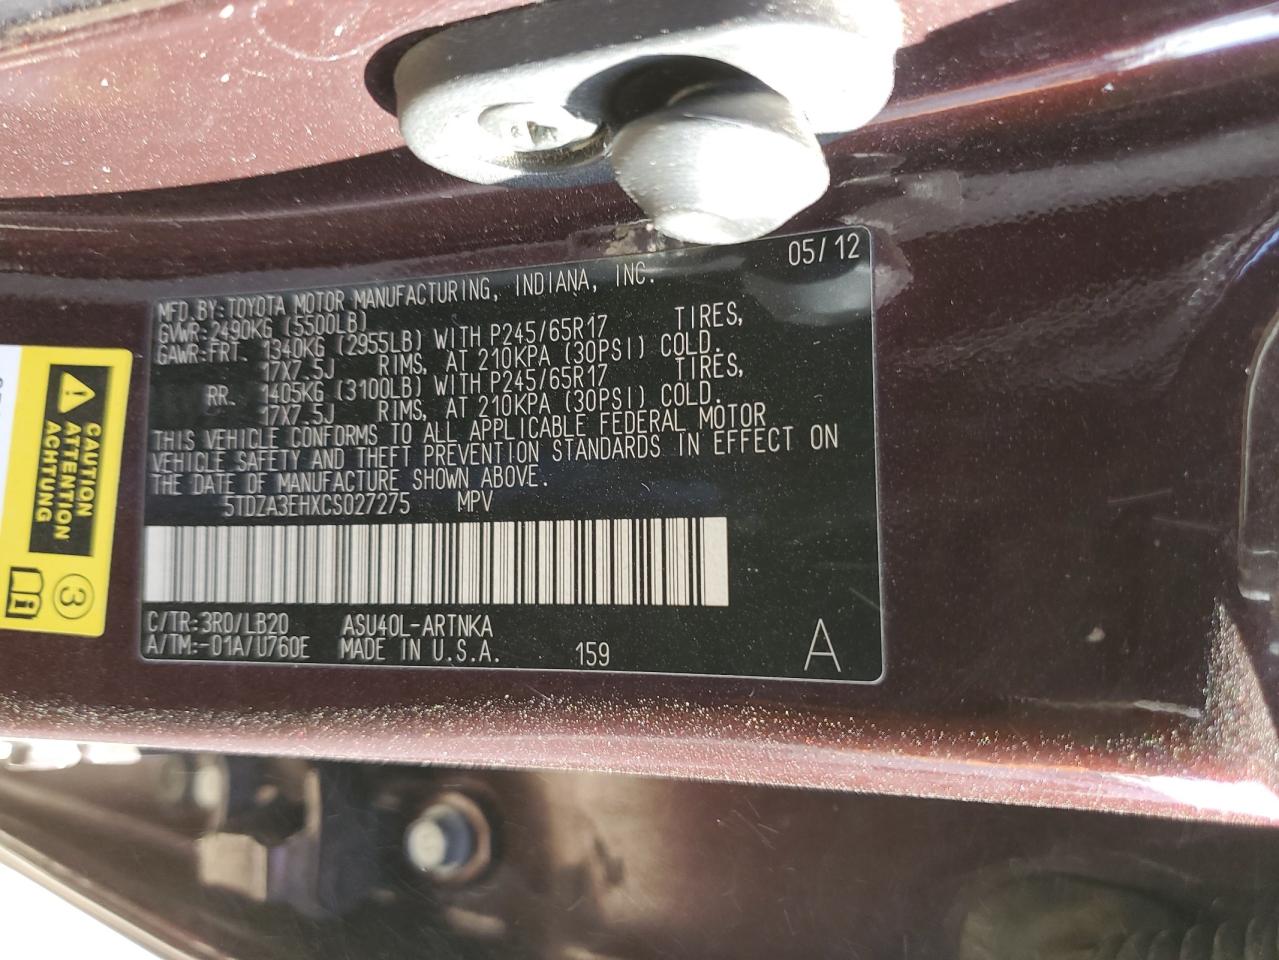 05/12
MFD.BY:TOYOTA MOTOR MANUFACTURING, INDIANA, INC.
GVWR:2490KG (5500LB)
GAWR:FRT. 1340KG (2955LB) WITH P245/65R17 TIRES,
17X7.5J RIMS, AT 210KPA (30PSI) COLD.
RR. 1405KG (3100LB) WITH P245/65R17 TIRES,
17X7.5J RIMS, AT 210KPA (30PSI) COLD.
THIS VEHICLE CONFORMS TO ALL APPLICABLE FEDERAL MOTOR
VEHICLE SAFETY AND THEFT PREVENTION STANDARDS IN EFFECT ON
THE DATE OF MANUFACTURE SHOWN ABOVE.
5TDZA3EHXCS027275 MPV
C/TR:3R0/LB20 ASU40L-ARTNKA
A/TM:-01A/U760E MADE IN U.S.A. 159 A
CAUTION
ATTENTION
ACHTUNG
3